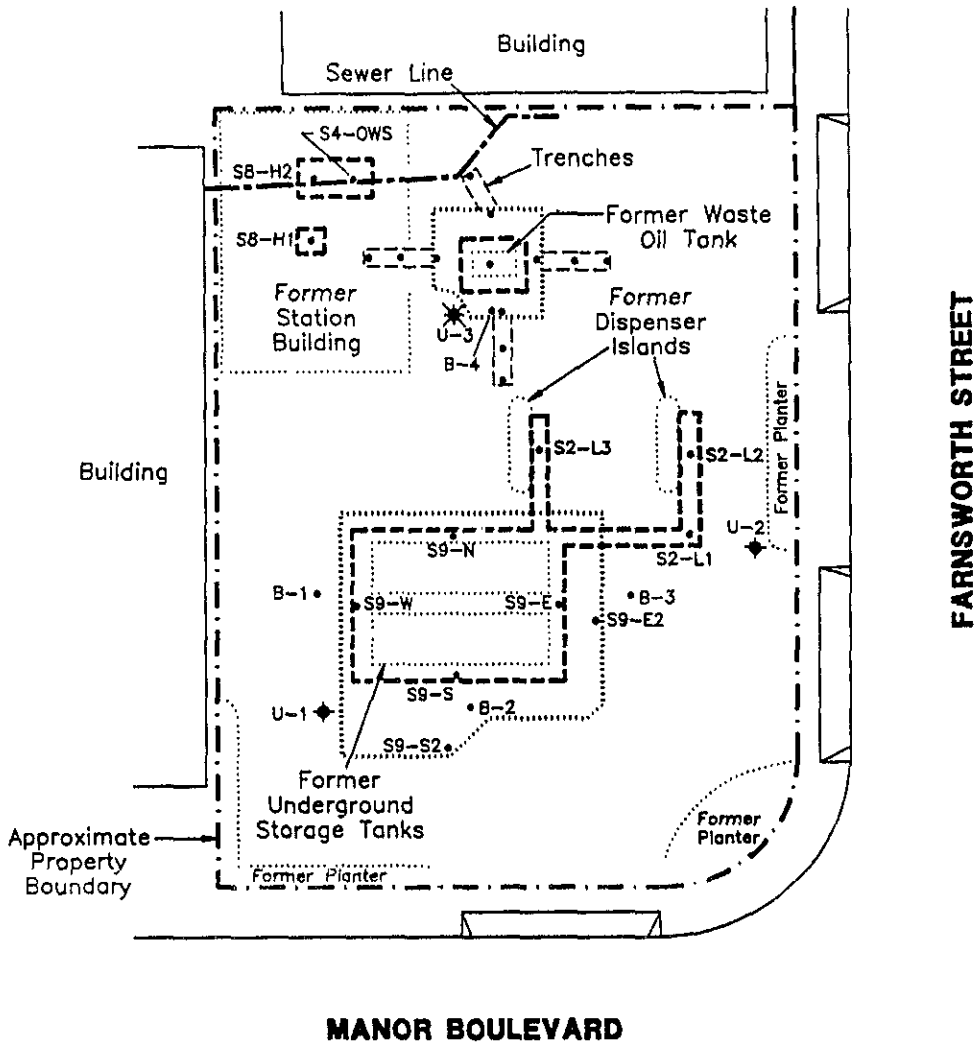 Building
Sewer Line
S4-OWS
S8-H2
Trenches
Former Waste
Oil Tank
S8-H1
Former
Station
Building
Former
Dispenser
Islands
U-3
B-4
FARNSWORTH STREET
Former Planter
Building
S2-L3
S2-L2
U-2
S9-N
S2-L1
B-1
S9-W
S9-E
B-3
S9-E2
S9-S
B-2
U-1
S9-S2
Former
Underground
Storage Tanks
Approximate
Property
Boundary
Former
Planter
Former Planter
MANOR BOULEVARD